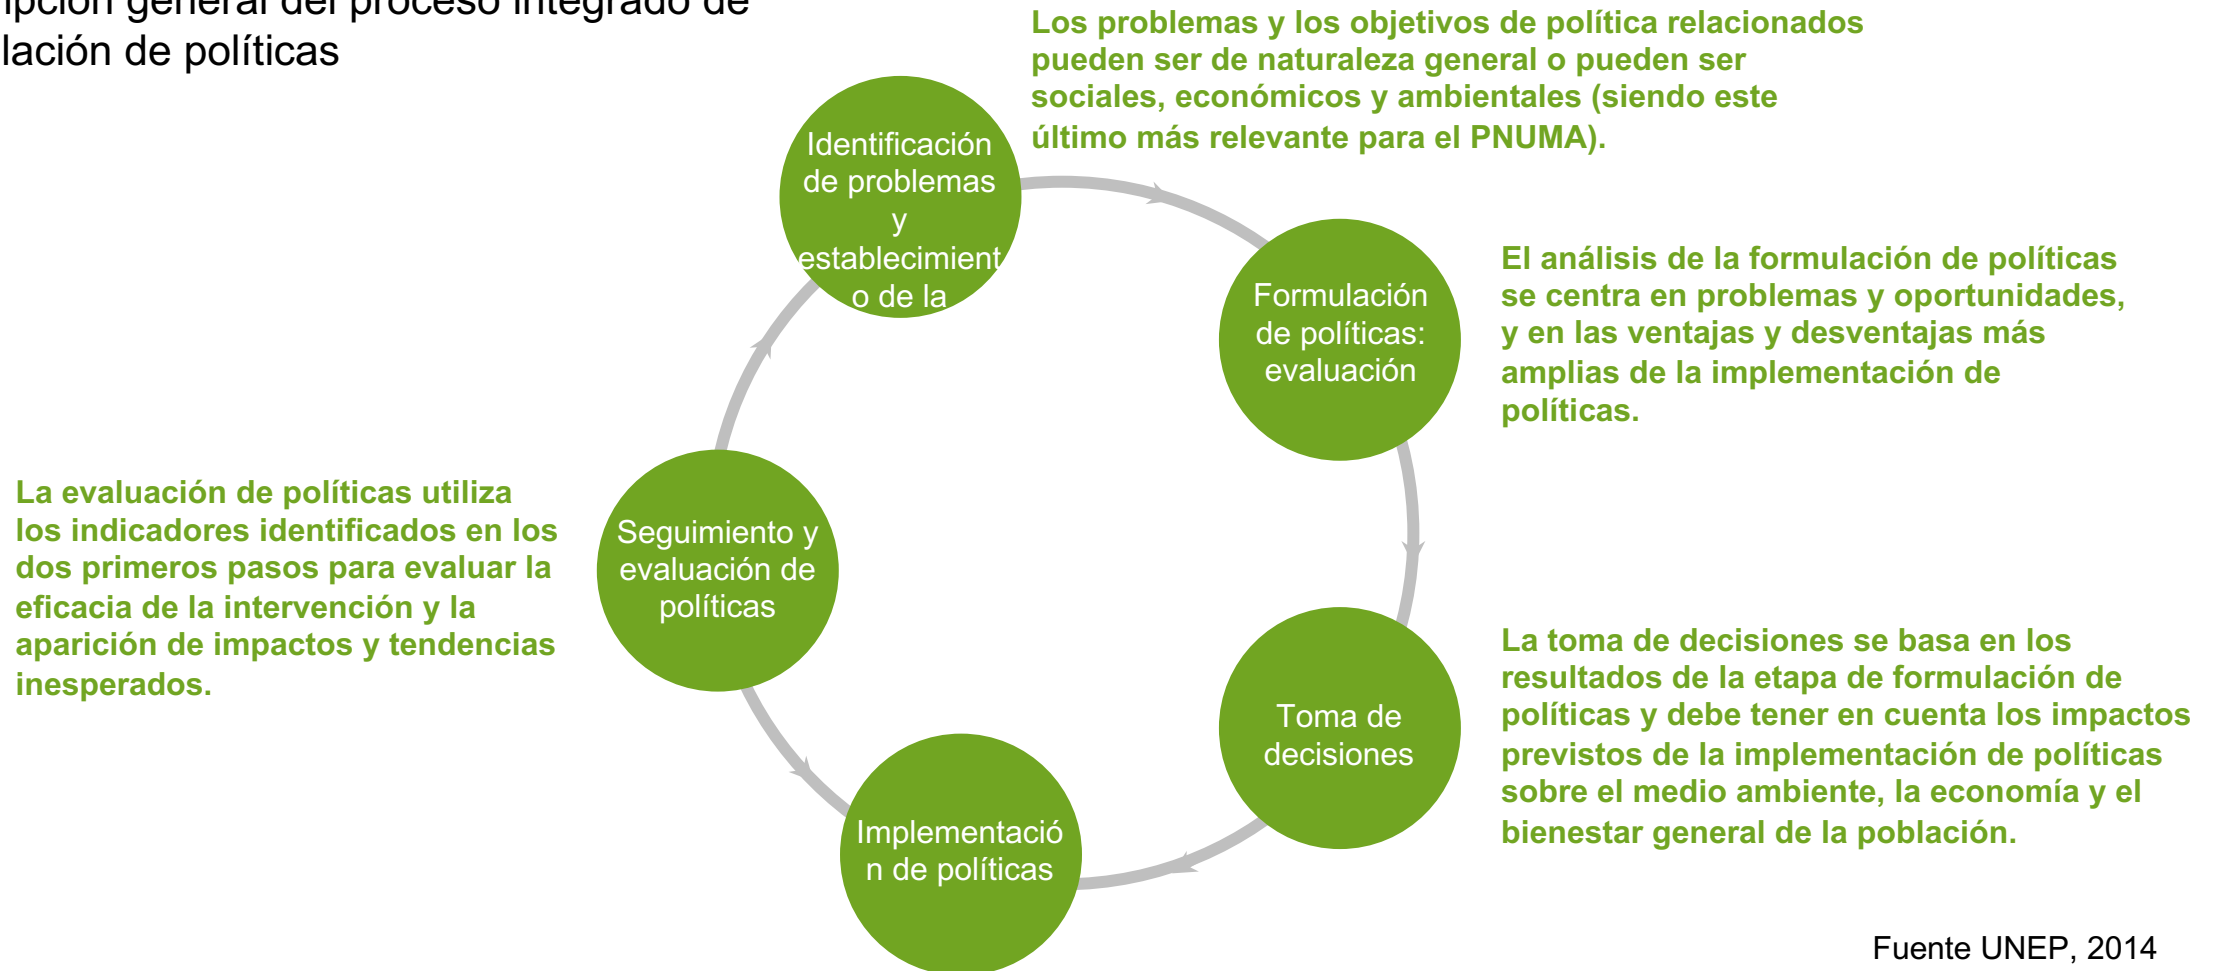 ipción general del proceso integrado de
lación de políticas
Los problemas y los objetivos de política relacionados
pueden ser de naturaleza general o pueden ser
sociales, económicos y ambientales (siendo este
último más relevante para el PNUMA).
Identificación
de problemas
y
establecimient
o de la
Formulación
de políticas:
evaluación
El análisis de la formulación de políticas
se centra en problemas y oportunidades,
y en las ventajas y desventajas más
amplias de la implementación de
políticas.
La evaluación de políticas utiliza
los indicadores identificados en los
dos primeros pasos para evaluar la
eficacia de la intervención y la
aparición de impactos y tendencias
inesperados.
Seguimiento y
evaluación de
políticas
Toma de
decisiones
La toma de decisiones se basa en los
resultados de la etapa de formulación de
políticas y debe tener en cuenta los impactos
previstos de la implementación de políticas
sobre el medio ambiente, la economía y el
bienestar general de la población.
Implementació
n de políticas
Fuente UNEP, 2014